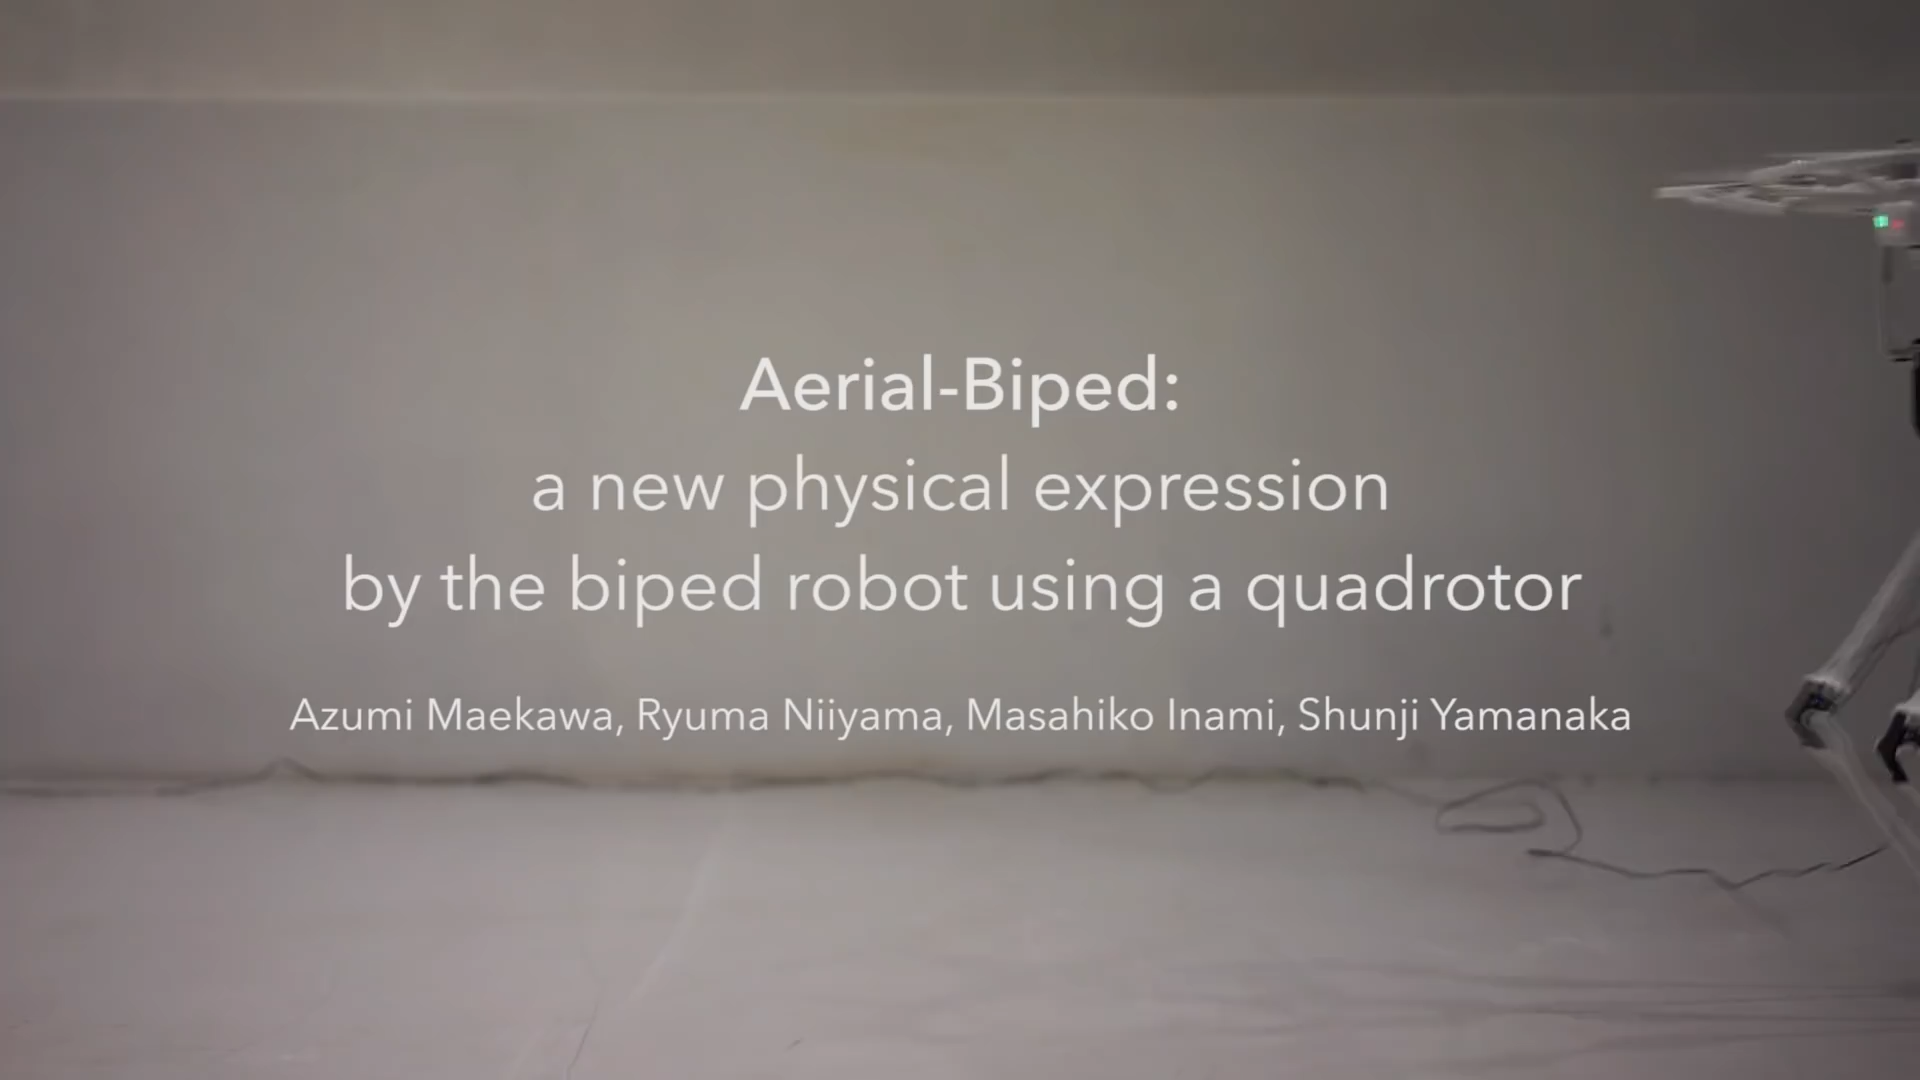 Aerial-Biped:
a new physical expression
by the biped robot using a quadrotor
Azumi Maekawa, Ryuma Niiyama, Masahiko Inami, Shunji Yamanaka